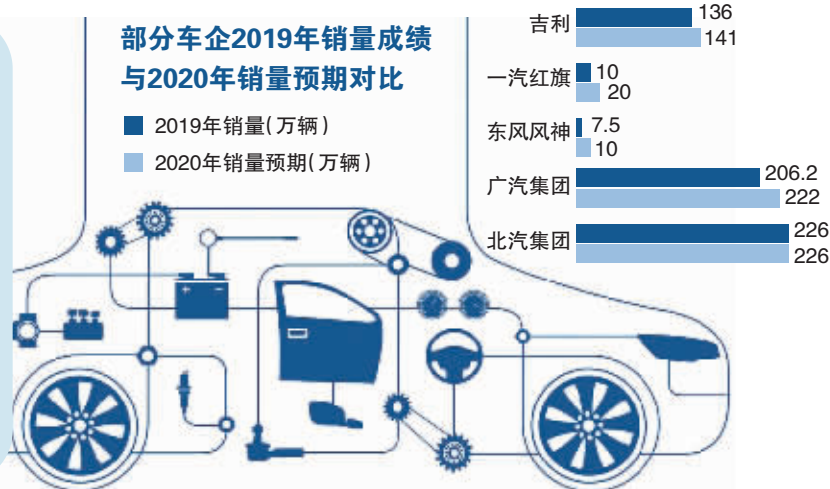 部分车企2019年销量成绩
与2020年销量预期对比
2019年销量(万辆)
2020年销量预期(万辆)
吉利 136
141
一汽红旗 10
20
东风风神 7.5
10
广汽集团 206.2
222
北汽集团 226
226